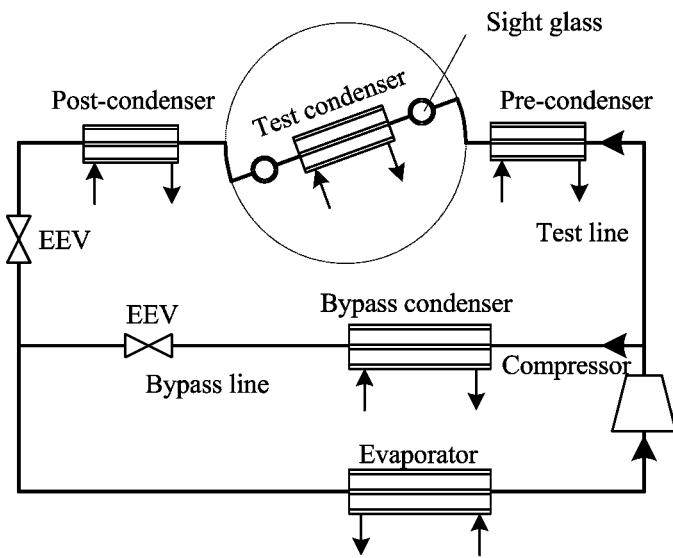 Sight glass
Post-condenser
Test condenser
Pre-condenser
EEV
Test line
EEV
Bypass condenser
Bypass line
Compressor
Evaporator